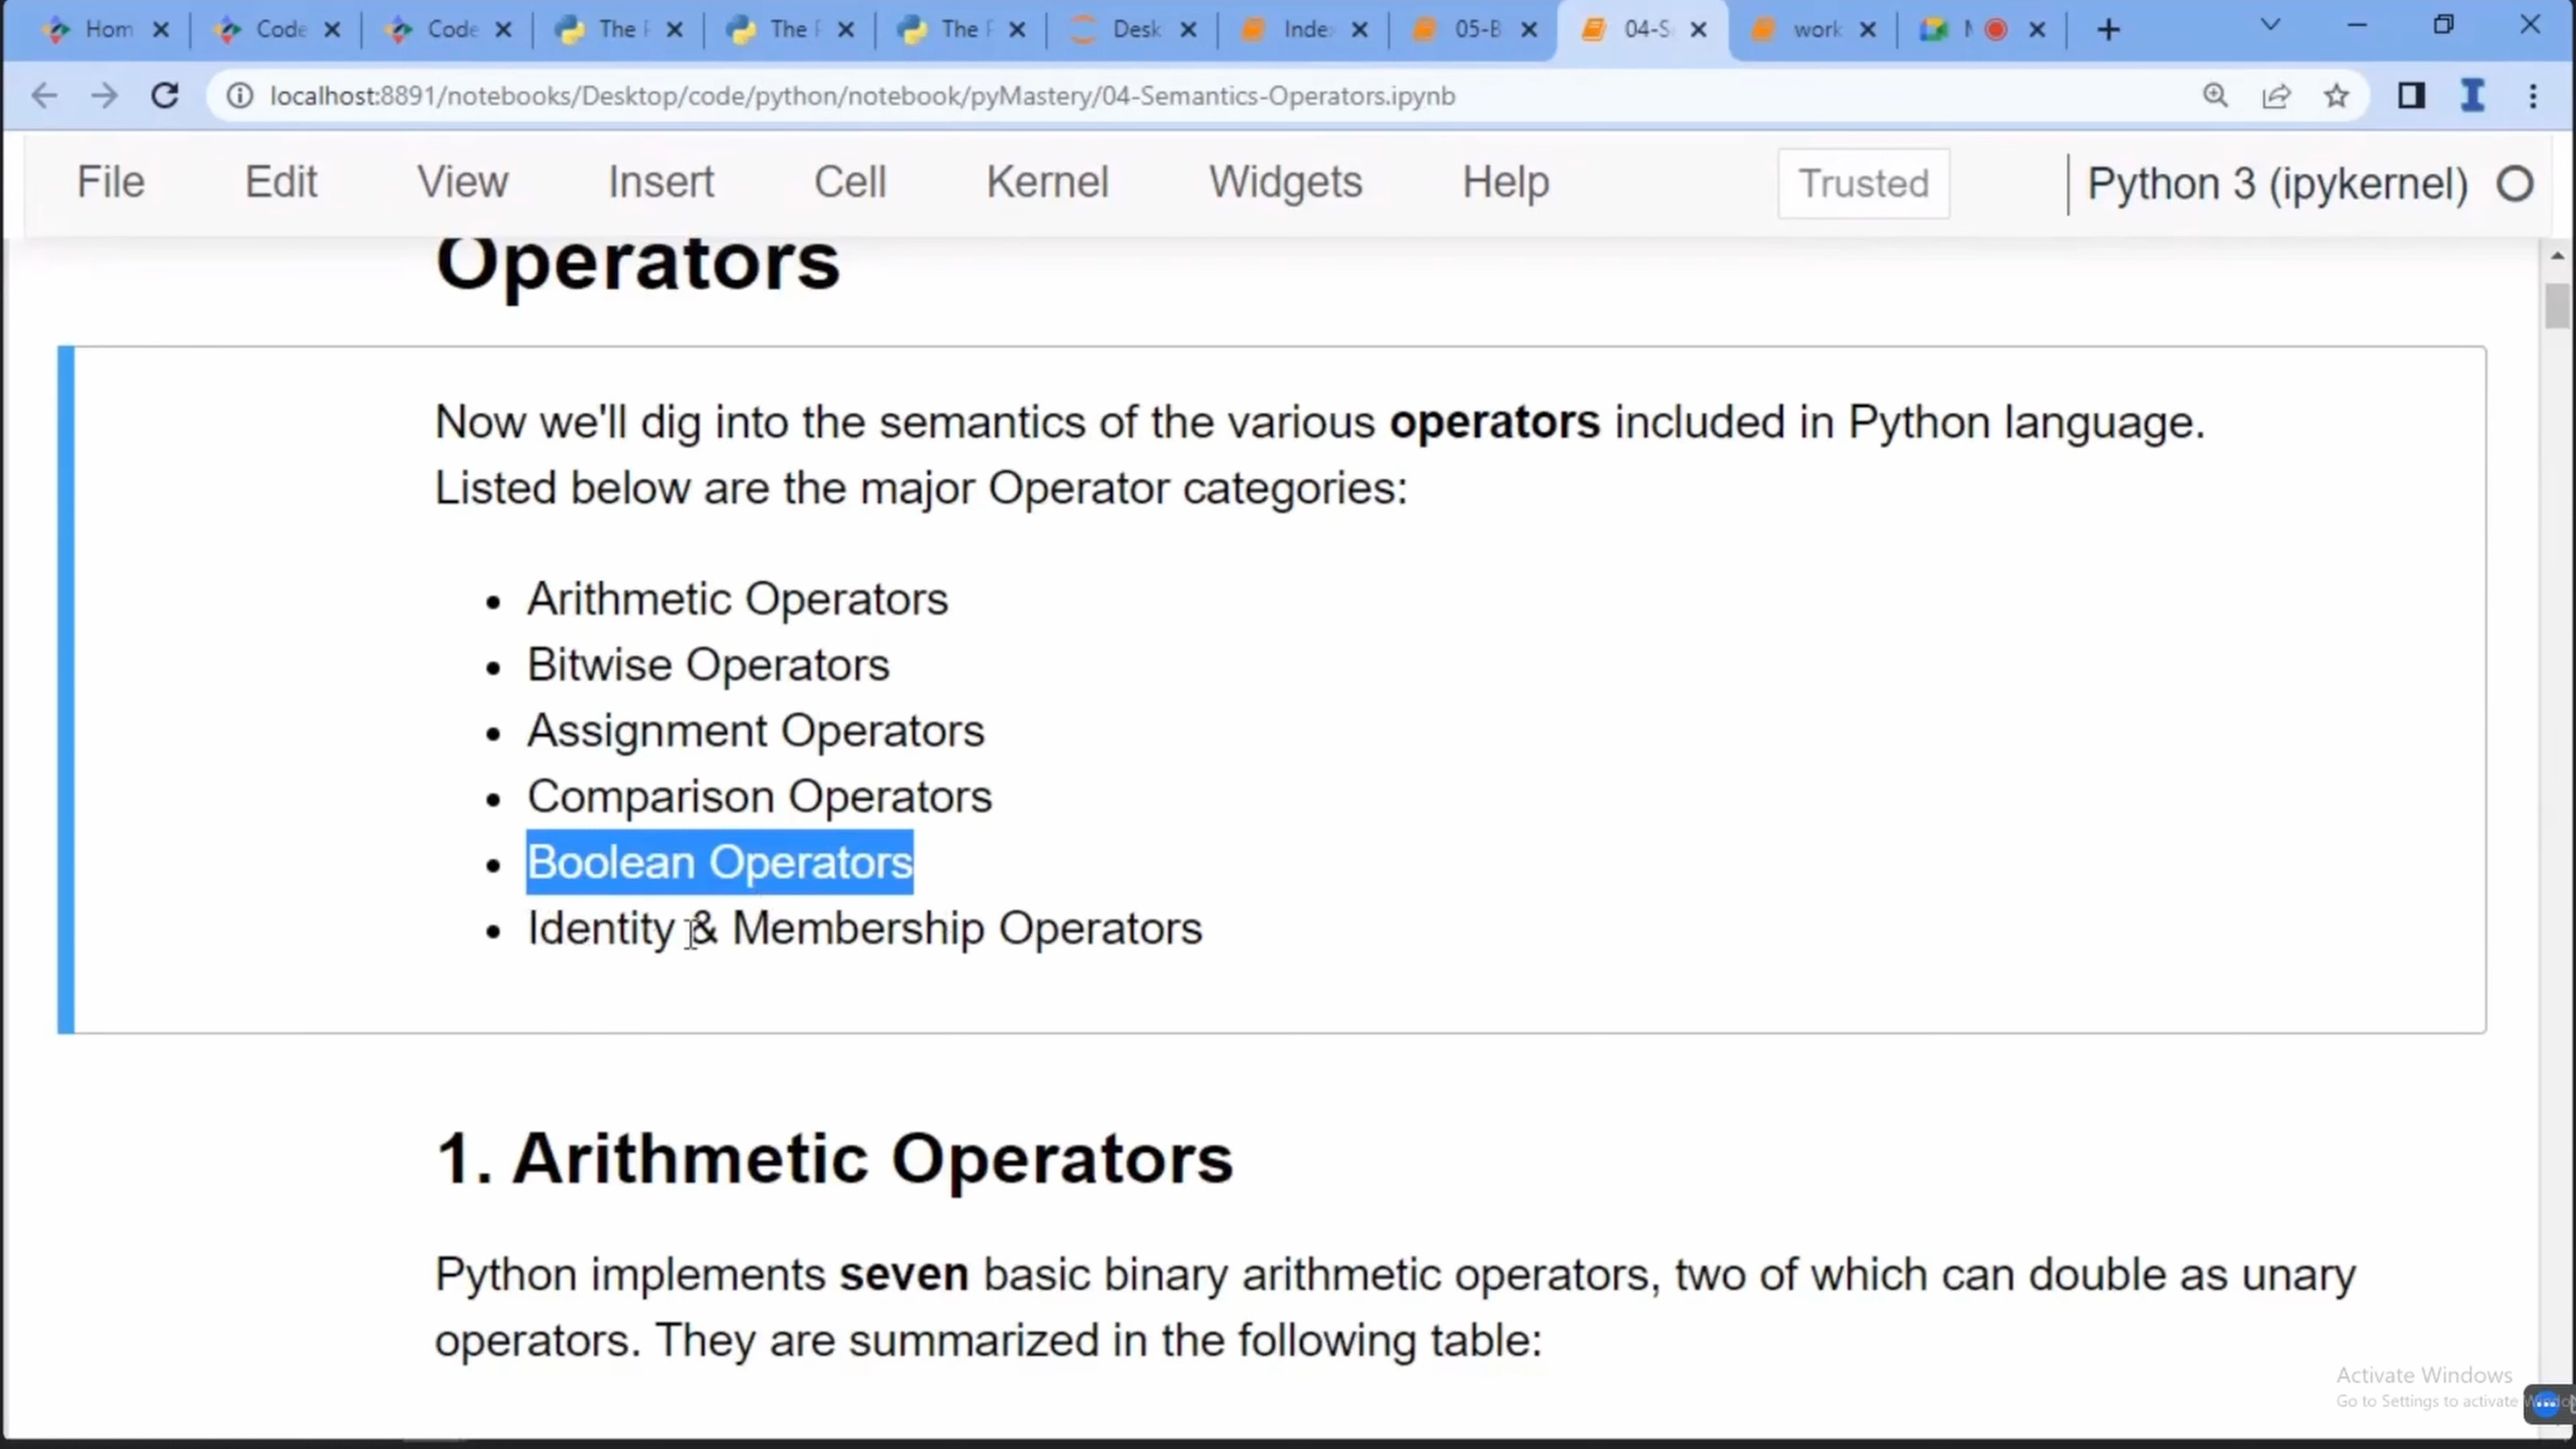 Hom
Code
Code
The
The
The
Desk
Inde
05-B
04-S
work
localhost:8891/notebooks/Desktop/code/python/notebook/pyMastery/04-Semantics-Operators.ipynb
File Edit View Insert Cell Kernel Widgets Help Trusted Python 3 (ipykernel)
Operators
Now we'll dig into the semantics of the various operators included in Python language.
Listed below are the major Operator categories:
• Arithmetic Operators
• Bitwise Operators
• Assignment Operators
• Comparison Operators
• Boolean Operators
• Identity & Membership Operators
1. Arithmetic Operators
Python implements seven basic binary arithmetic operators, two of which can double as unary
operators. They are summarized in the following table:
Activate Windows
Go to Settings to activate